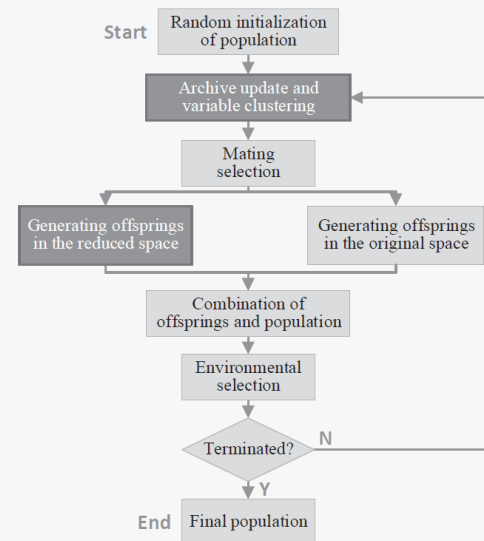 Start
Random initialization
of population
Archive update and
variable clustering
Mating
selection
Generating offsprings
in the reduced space
Generating offsprings
in the original space
Combination of
offsprings and population
Environmental
selection
Terminated?
N
Y
End
Final population